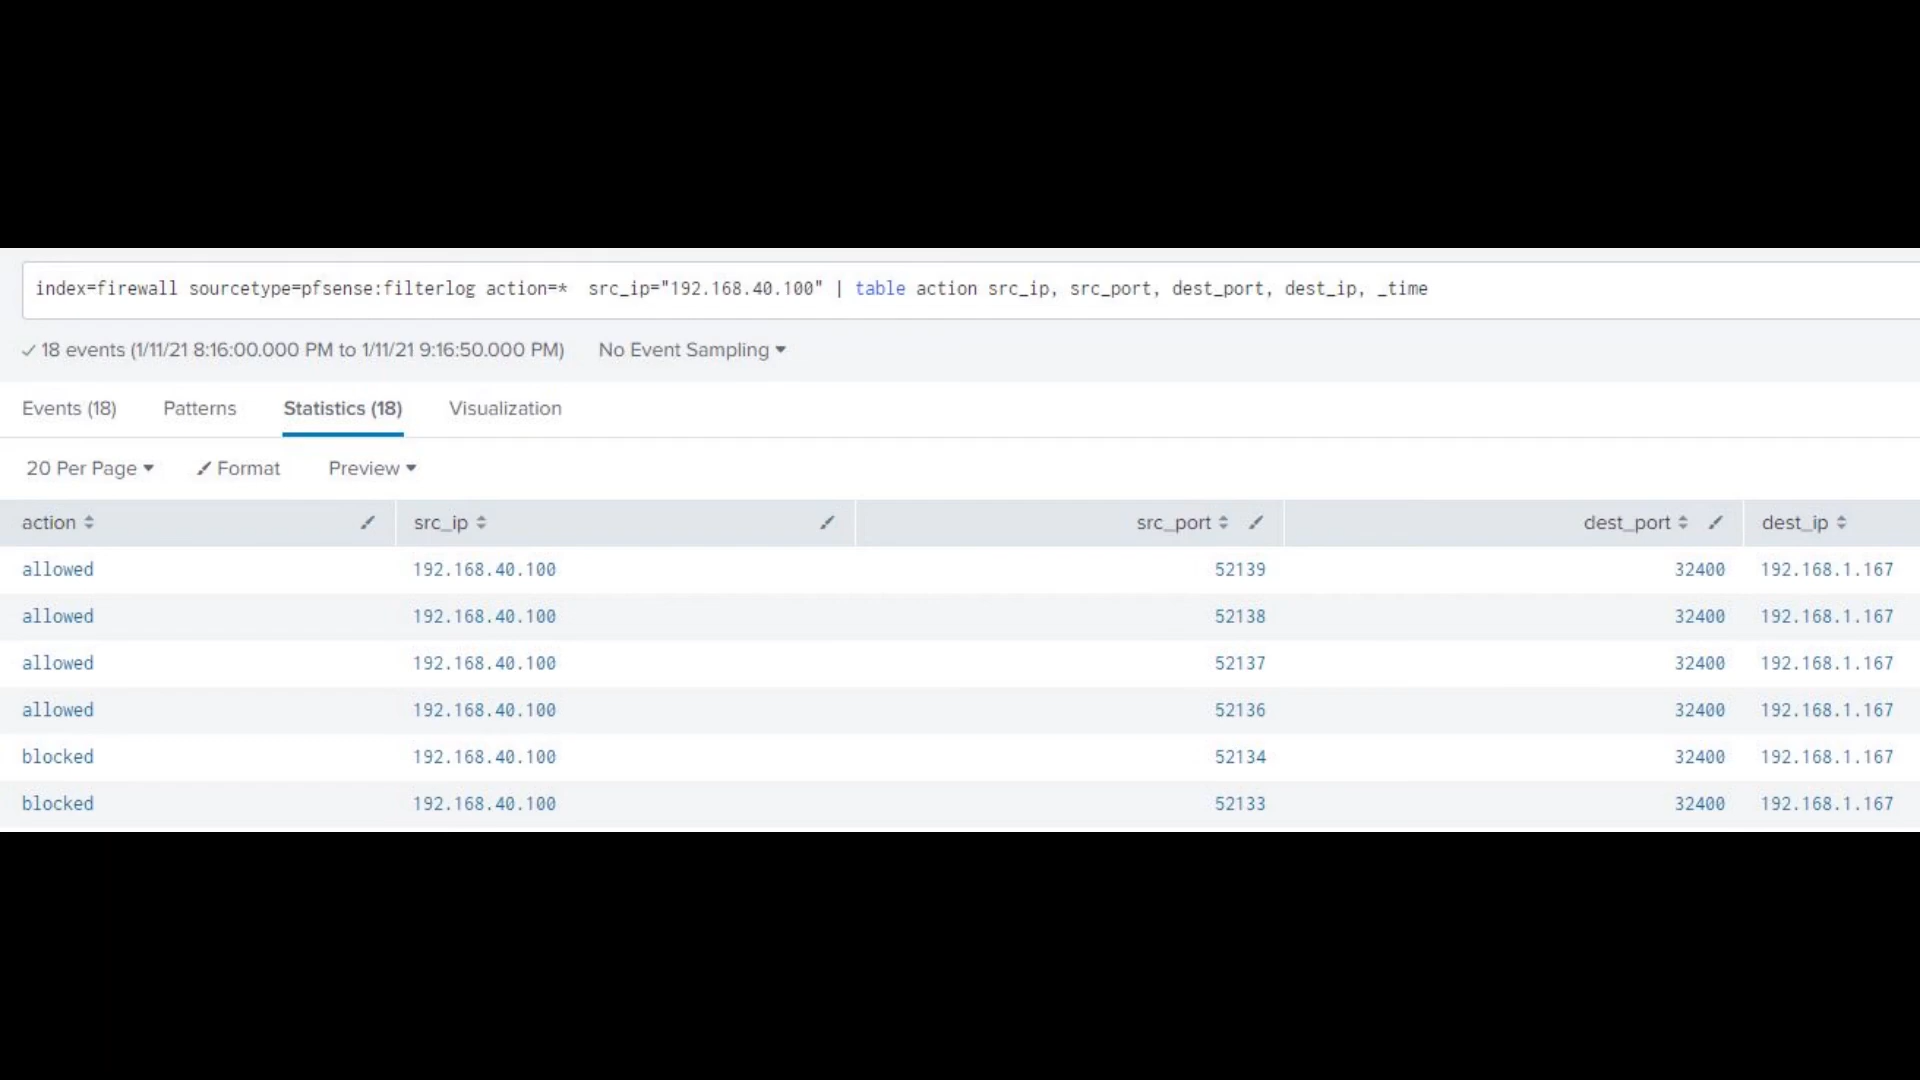 index=firewall sourcetype=pfsense:filterlog action=*  src_ip="192.168.40.100" | table action src_ip, src_port, dest_port, dest_ip, _time
✓ 18 events (1/11/21 8:16:00.000 PM to 1/11/21 9:16:50.000 PM) No Event Sampling
Events (18) Patterns Statistics (18) Visualization
20 Per Page Format Preview
action src_ip src_port dest_port dest_ip
allowed 192.168.40.100 52139 32400 192.168.1.167
allowed 192.168.40.100 52138 32400 192.168.1.167
allowed 192.168.40.100 52137 32400 192.168.1.167
allowed 192.168.40.100 52136 32400 192.168.1.167
blocked 192.168.40.100 52134 32400 192.168.1.167
blocked 192.168.40.100 52133 32400 192.168.1.167